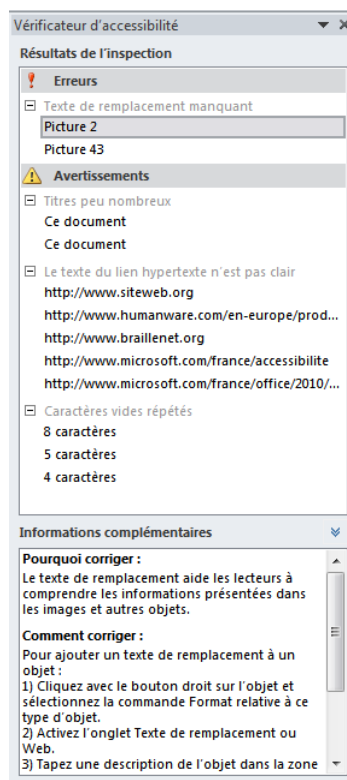 Vérificateur d'accessibilité
Résultats de l'inspection
Erreurs
Texte de remplacement manquant
Picture 2
Picture 43
Avertissements
Titres peu nombreux
Ce document
Ce document
Le texte du lien hypertexte n'est pas clair
http://www.siteweb.org
http://www.humanware.com/en-europe/prod...
http://www.braillenet.org
http://www.microsoft.com/france/accessibilite
http://www.microsoft.com/france/office/2010/...
Caractères vides répétés
8 caractères
5 caractères
4 caractères
Informations complémentaires
Pourquoi corriger :
Le texte de remplacement aide les lecteurs à
comprendre les informations présentées dans
les images et autres objets.
Comment corriger :
Pour ajouter un texte de remplacement à un
objet :
1) Cliquez avec le bouton droit sur l'objet et
sélectionnez la commande Format relative à ce
type d'objet.
2) Activez l'onglet Texte de remplacement ou
Web.
3) Tapez une description de l'objet dans la zone